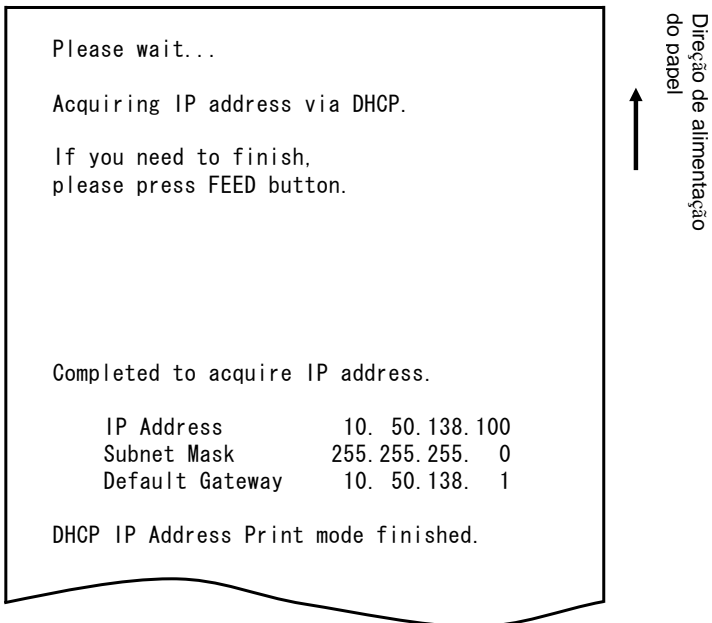 Please wait...
Acquiring IP address via DHCP.
If you need to finish,
please press FEED button.
Completed to acquire IP address.
IP Address 10. 50.138.100
Subnet Mask 255.255.255. 0
Default Gateway 10. 50.138. 1
DHCP IP Address Print mode finished.
Direção de alimentação
do papel